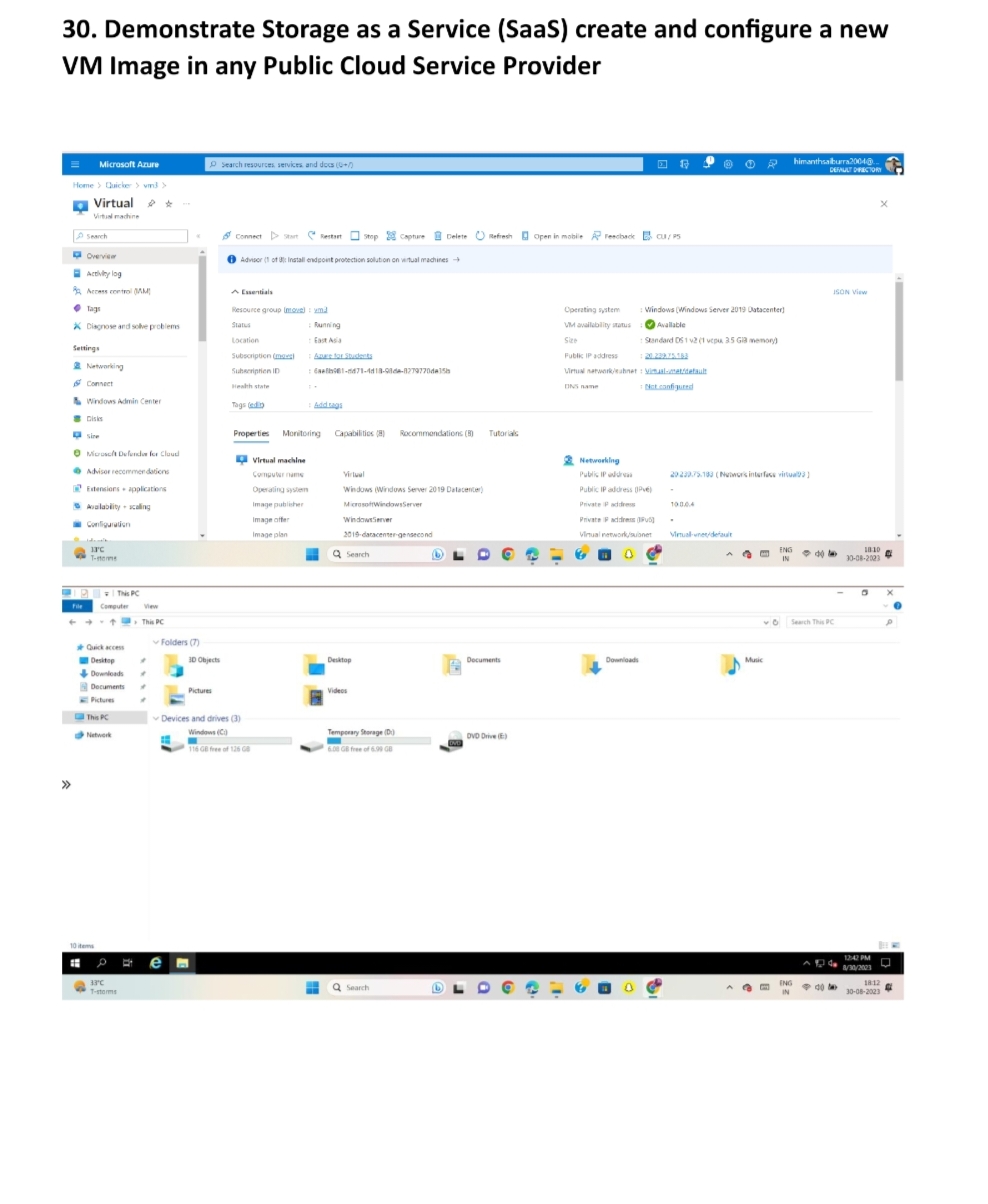 30. Demonstrate Storage as a Service (SaaS) create and configure a new
VM Image in any Public Cloud Service Provider
Microsoft Azure
Search resources, services, and docs (G+/)
himanthsaiburra2004@...
DEFAULT DIRECTORY
Home > Quicker > vm3 >
Virtual
Virtual machine
Search
Connect Start Restart Stop Capture Delete Refresh Open in mobile Feedback CLI / PS
Overview
Activity log
Access control (IAM)
Tags
Diagnose and solve problems
Settings
Networking
Connect
Windows Admin Center
Disks
Size
Microsoft Defender for Cloud
Advisor recommendations
Extensions + applications
Availability + scaling
Configuration
Advisor (1 of 8): Install endpoint protection solution on virtual machines →
Essentials
JSON View
Resource group (move) : vm3
Status : Running
Location : East Asia
Subscription (move) : Azure for Students
Subscription ID : 6ae8b981-dd71-4d18-98de-8279770de35b
Health state : -
Tags (edit) : Add tags
Operating system : Windows (Windows Server 2019 Datacenter)
VM availability status : Available
Size : Standard DS1 v2 (1 vcpu, 3.5 GiB memory)
Public IP address :
Virtual network/subnet : Virtual-vnet/default
DNS name : Not configured
Properties Monitoring Capabilities (8) Recommendations (8) Tutorials
Virtual machine
Computer name Virtual
Operating system Windows (Windows Server 2019 Datacenter)
Image publisher MicrosoftWindowsServer
Image offer WindowsServer
Image plan 2019-datacenter-gensecond
Networking
Public IP address ( Network interface )
Public IP address (IPv6) -
Private IP address 10.0.0.4
Private IP address (IPv6) -
Virtual network/subnet Virtual-vnet/default
33°C
T-storms
Search
ENG
IN
18:10
30-08-2023
This PC
File Computer View
This PC
Search This PC
Quick access
Desktop
Downloads
Documents
Pictures
This PC
Network
Folders (7)
3D Objects Desktop Documents Downloads Music
Pictures Videos
Devices and drives (3)
Windows (C:)
116 GB free of 126 GB
Temporary Storage (D:)
6.00 GB free of 6.99 GB
DVD Drive (E:)
DVD
»
10 items
12:42 PM
8/30/2023
33°C
T-storms
Search
ENG
IN
18:12
30-08-2023